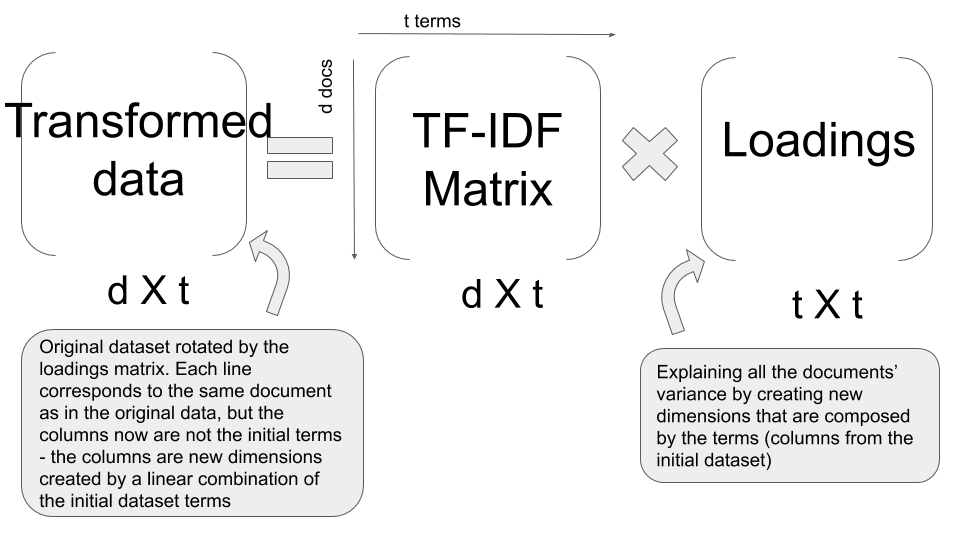 t terms
d docs
Transformed
data
TF-IDF
Matrix
Loadings
d X t
d X t
t X t
Original dataset rotated by the
loadings matrix. Each line
corresponds to the same document
as in the original data, but the
columns now are not the initial terms
- the columns are new dimensions
created by a linear combination of
the initial dataset terms
Explaining all the documents’
variance by creating new
dimensions that are composed
by the terms (columns from the
initial dataset)